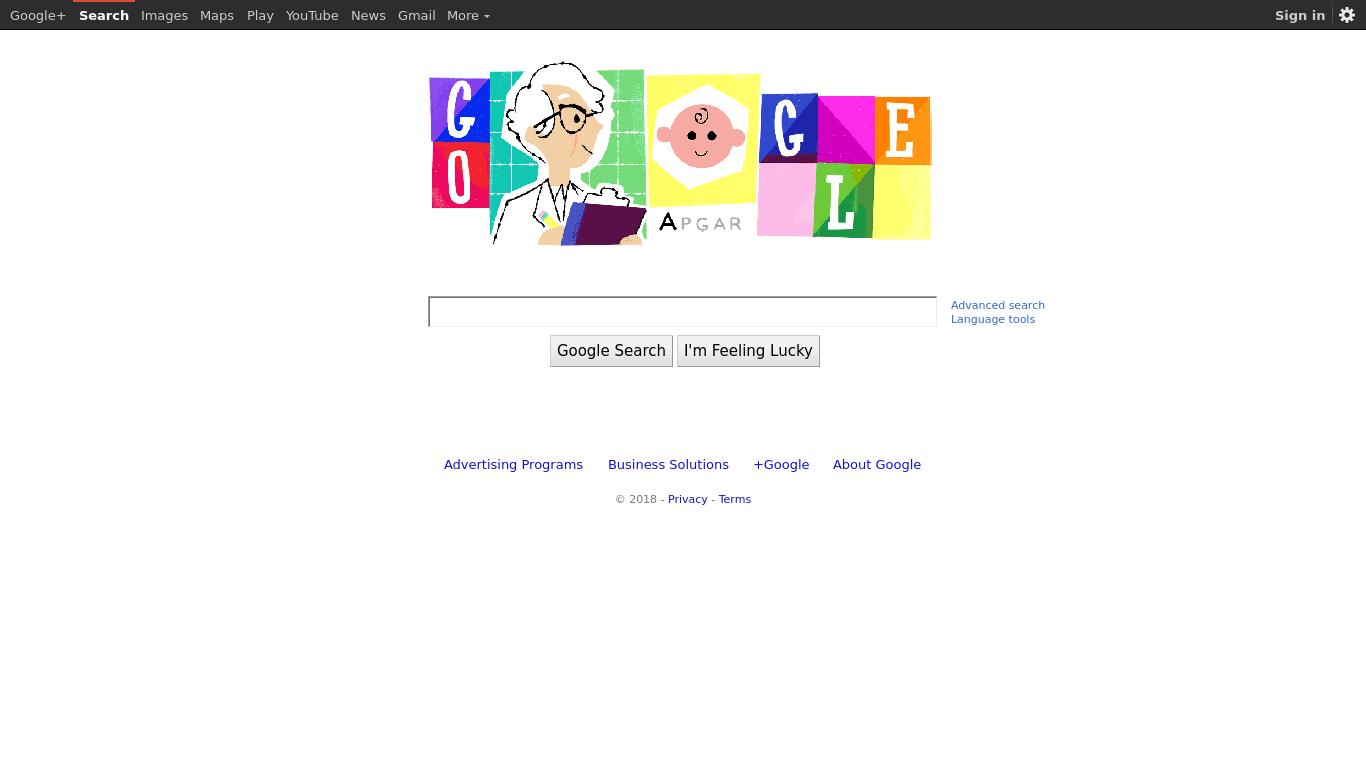 Google+ Search Images Maps Play YouTube News Gmail More Sign in
G
O
G
L
E
APGAR
Advanced search
Language tools
Google Search I'm Feeling Lucky
Advertising Programs Business Solutions +Google About Google
© 2018 - Privacy - Terms